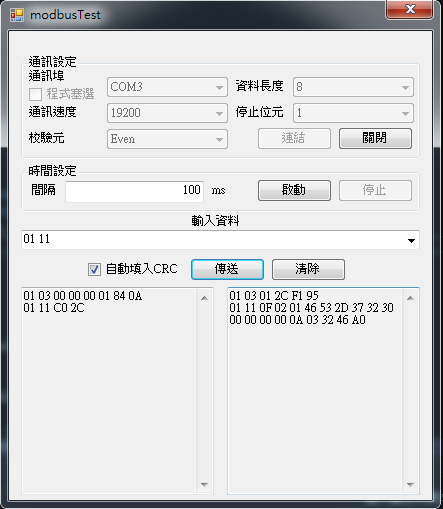 modbusTest
通訊設定
通訊埠
COM3
資料長度
8
程式塞選
通訊速度
19200
停止位元
1
校驗元
Even
連結
關閉
時間設定
間隔
100
ms
啟動
停止
輸入資料
01 11
自動填入CRC
傳送
清除
01 03 00 00 00 01 84 0A
01 11 C0 2C
01 03 01 2C F1 95
01 11 0F 02 01 46 53 2D 37 32 30
00 00 00 00 0A 03 32 46 A0